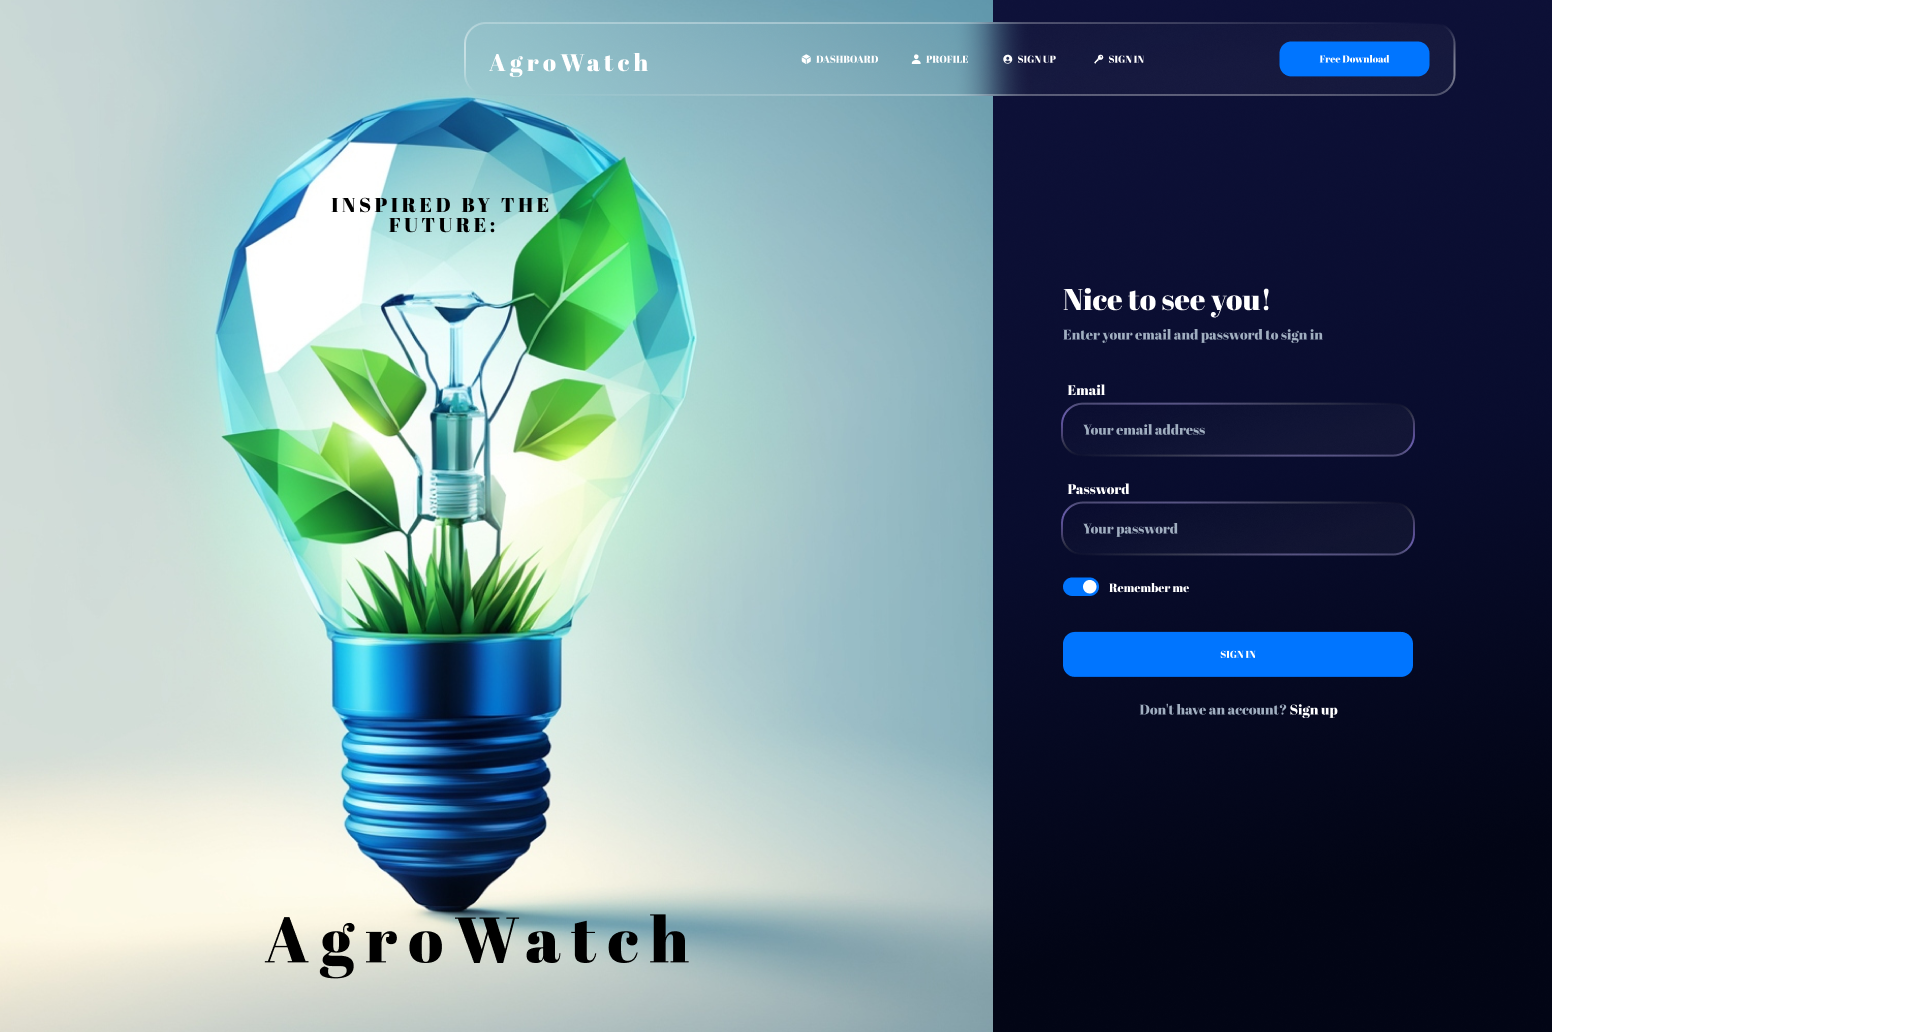 AgroWatch
DASHBOARD
PROFILE
SIGN UP
SIGN IN
Free Download
INSPIRED BY THE
FUTURE:
AgroWatch
Nice to see you!
Enter your email and password to sign in
Email
Your email address
Password
Your password
Remember me
SIGN IN
Don't have an account? Sign up